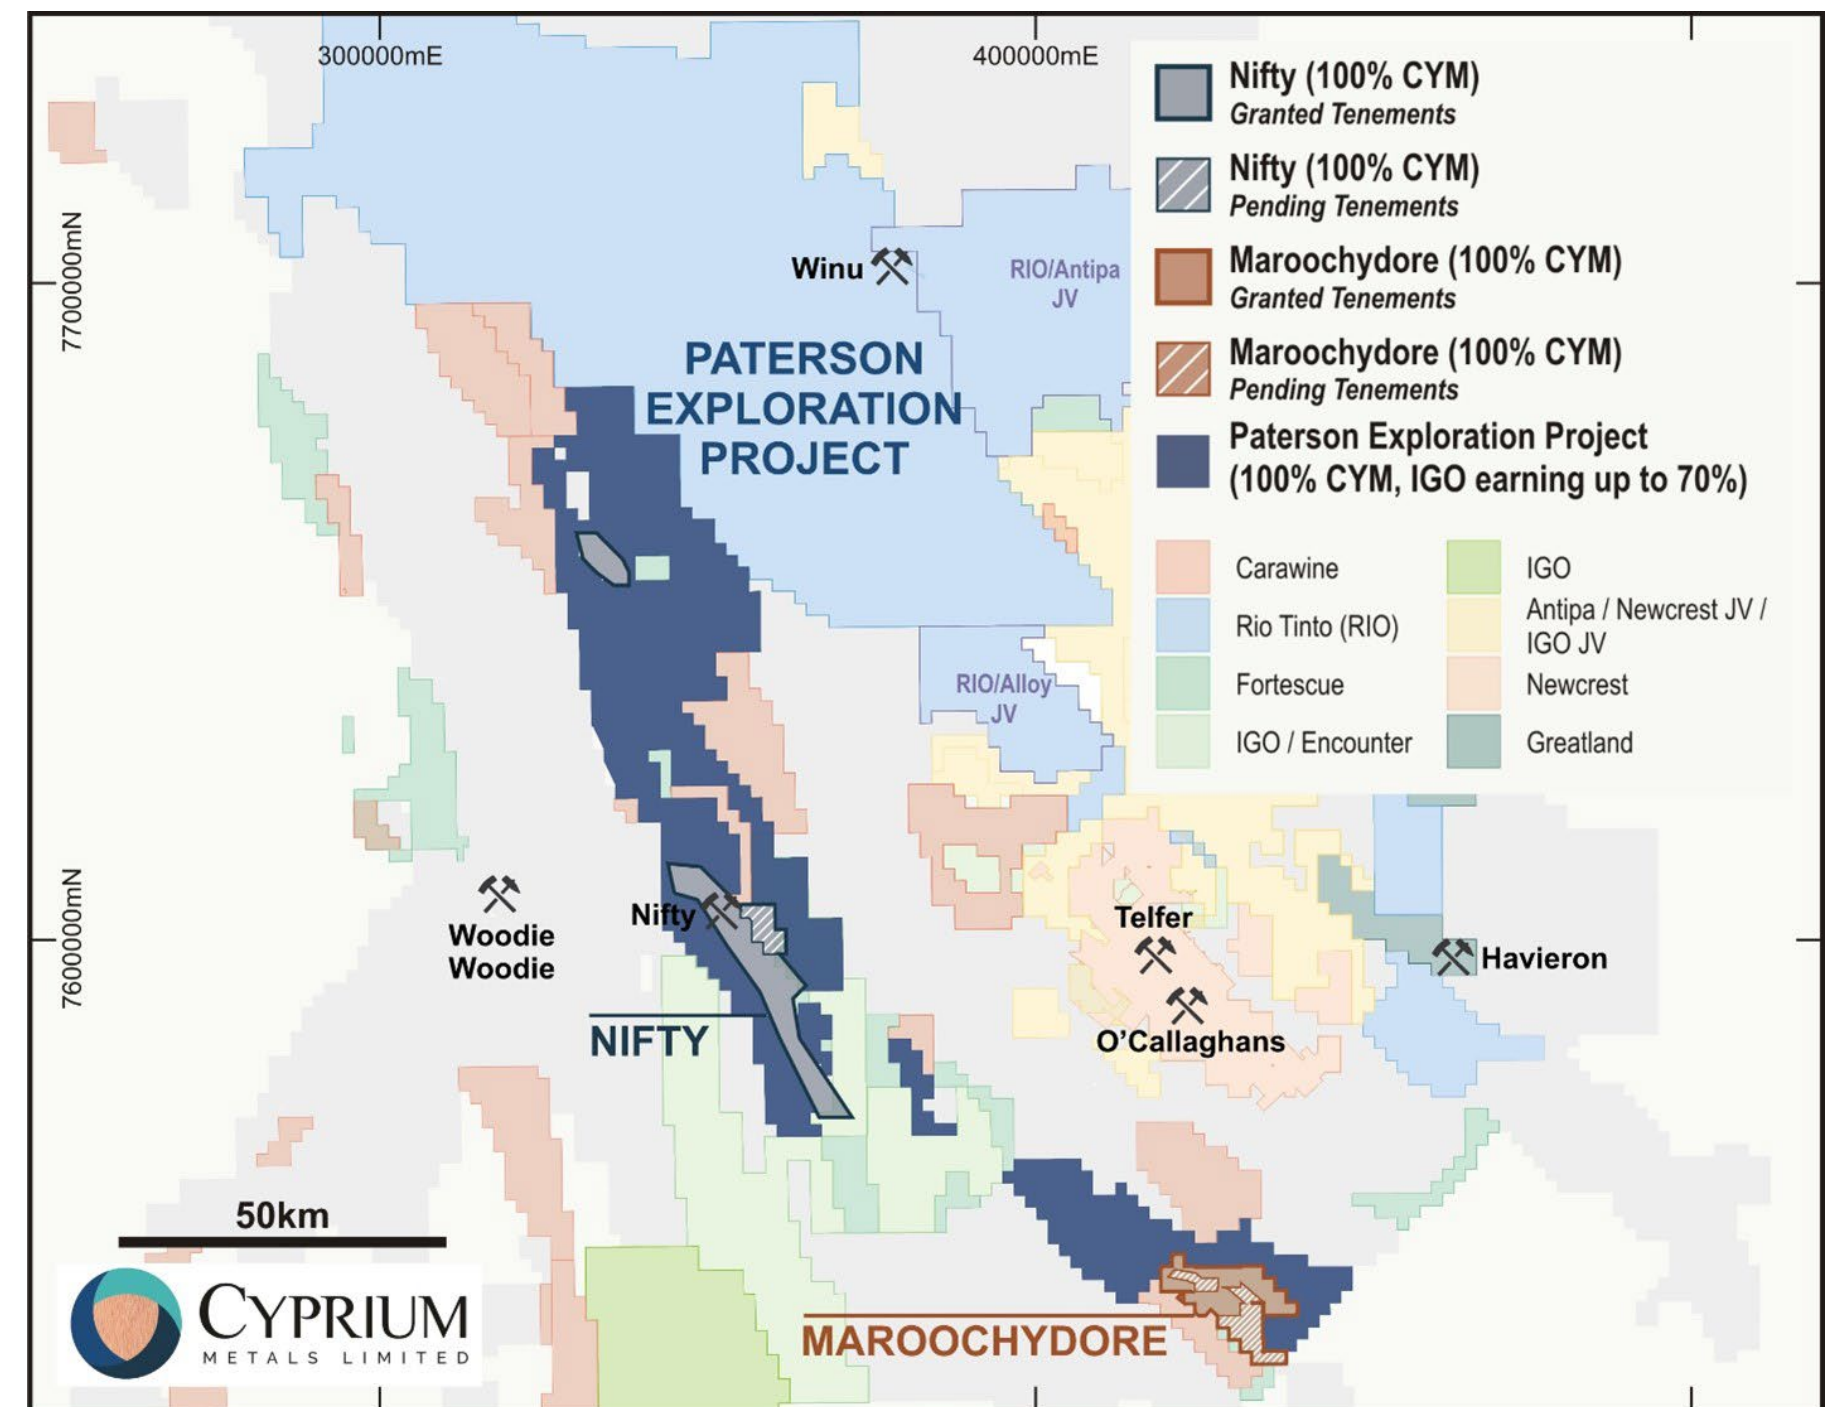 300000mE
400000mE
7700000mN
7600000mN
Nifty (100% CYM)
Granted Tenements
Nifty (100% CYM)
Pending Tenements
Maroochydore (100% CYM)
Granted Tenements
Maroochydore (100% CYM)
Pending Tenements
Paterson Exploration Project
(100% CYM, IGO earning up to 70%)
Carawine
Rio Tinto (RIO)
Fortescue
IGO / Encounter
IGO
Antipa / Newcrest JV /
IGO JV
Newcrest
Greatland
Winu
RIO/Antipa
JV
PATERSON
EXPLORATION
PROJECT
RIO/Alloy
JV
Nifty
Woodie
Woodie
Telfer
Havieron
O'Callaghans
NIFTY
50km
MAROOCHYDORE
CYPRIUM
METALS LIMITED